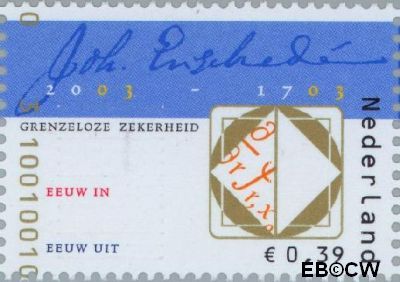 Joh. Enschedé
2003 - 1703
GRENZELOZE ZEKERHEID
EEUW IN
EEUW UIT
€ 0,39
Nederland
EB©CW